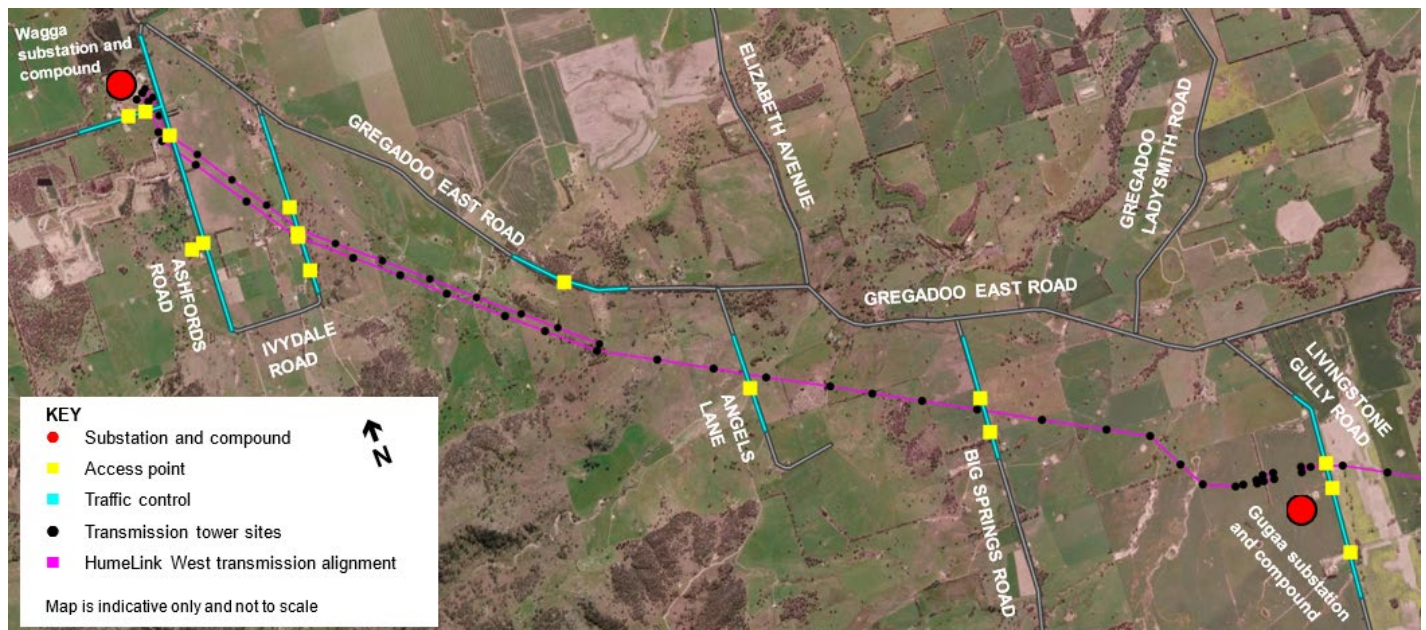 Wagga
substation and
compound
GREGADOO EAST ROAD
ELIZABETH AVENUE
GREGADOO
LADYSMITH ROAD
ASHFORDS
ROAD
IVYDALE
ROAD
GREGADOO EAST ROAD
ANGELS
LANE
BIG SPRINGS ROAD
LIVINGSTONE
GULLY ROAD
Gugaa substation
and compound
KEY
Substation and compound
Access point
Traffic control
Transmission tower sites
HumeLink West transmission alignment
N
Map is indicative only and not to scale